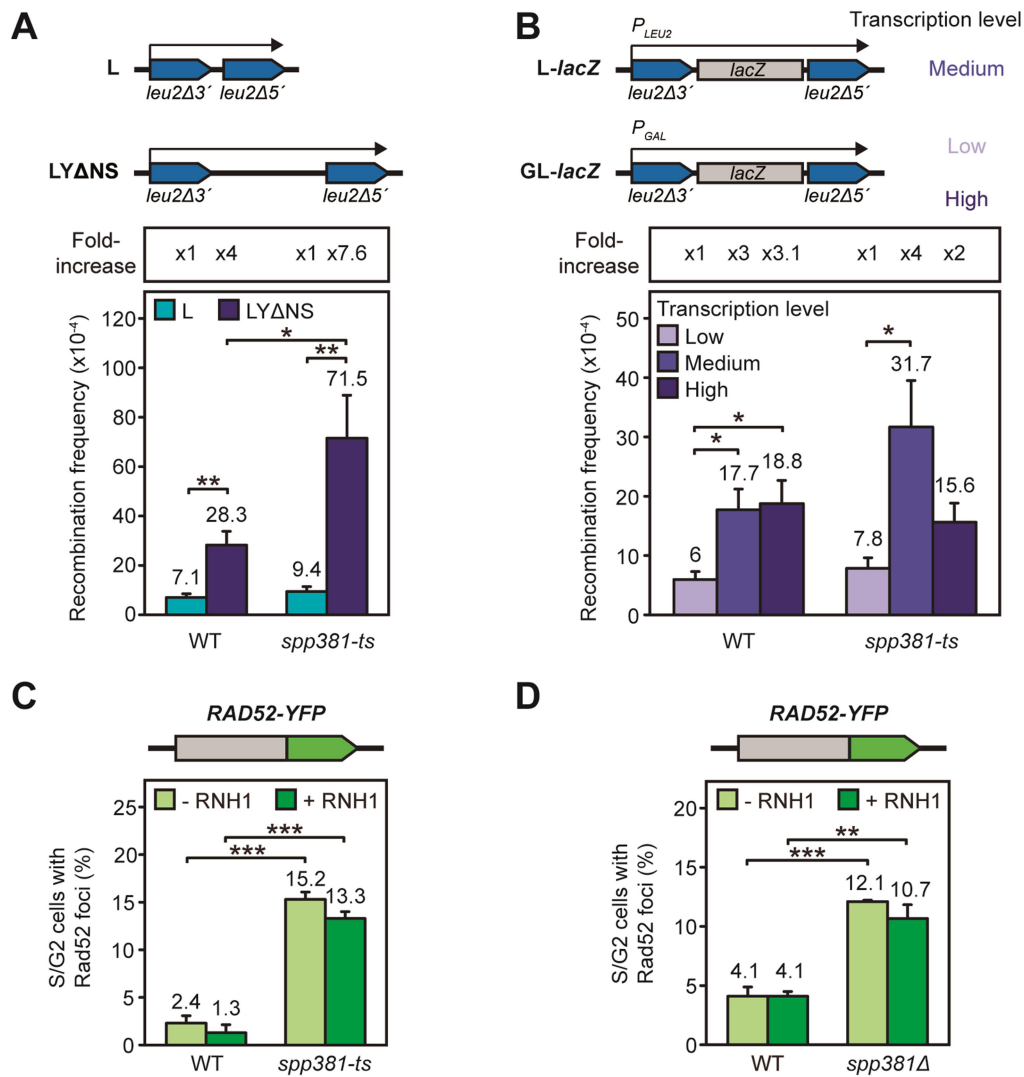 A
L
leu2Δ3´ leu2Δ5´
LYΔNS
leu2Δ3´ leu2Δ5´
Fold-increase x1 x4 x1 x7.6
L LYΔNS
Recombination frequency (x10⁻⁴)
120
100
80
60
40
20
0
** * **
7.1 28.3 9.4 71.5
WT spp381-ts
B
Transcription level
P_LEU2
L-lacZ lacZ Medium
leu2Δ3´ leu2Δ5´
P_GAL
GL-lacZ lacZ
leu2Δ3´ leu2Δ5´
Low
High
Fold-increase x1 x3 x3.1 x1 x4 x2
Transcription level
Low
Medium
High
Recombination frequency (x10⁻⁴)
50
40
30
20
10
0
* * *
6 17.7 18.8 7.8 31.7 15.6
WT spp381-ts
C
RAD52-YFP
- RNH1 + RNH1
S/G2 cells with
Rad52 foci (%)
25
20
15
10
5
0
***
***
2.4 1.3 15.2 13.3
WT spp381-ts
D
RAD52-YFP
- RNH1 + RNH1
S/G2 cells with
Rad52 foci (%)
20
15
10
5
0
**
***
4.1 4.1 12.1 10.7
WT spp381Δ